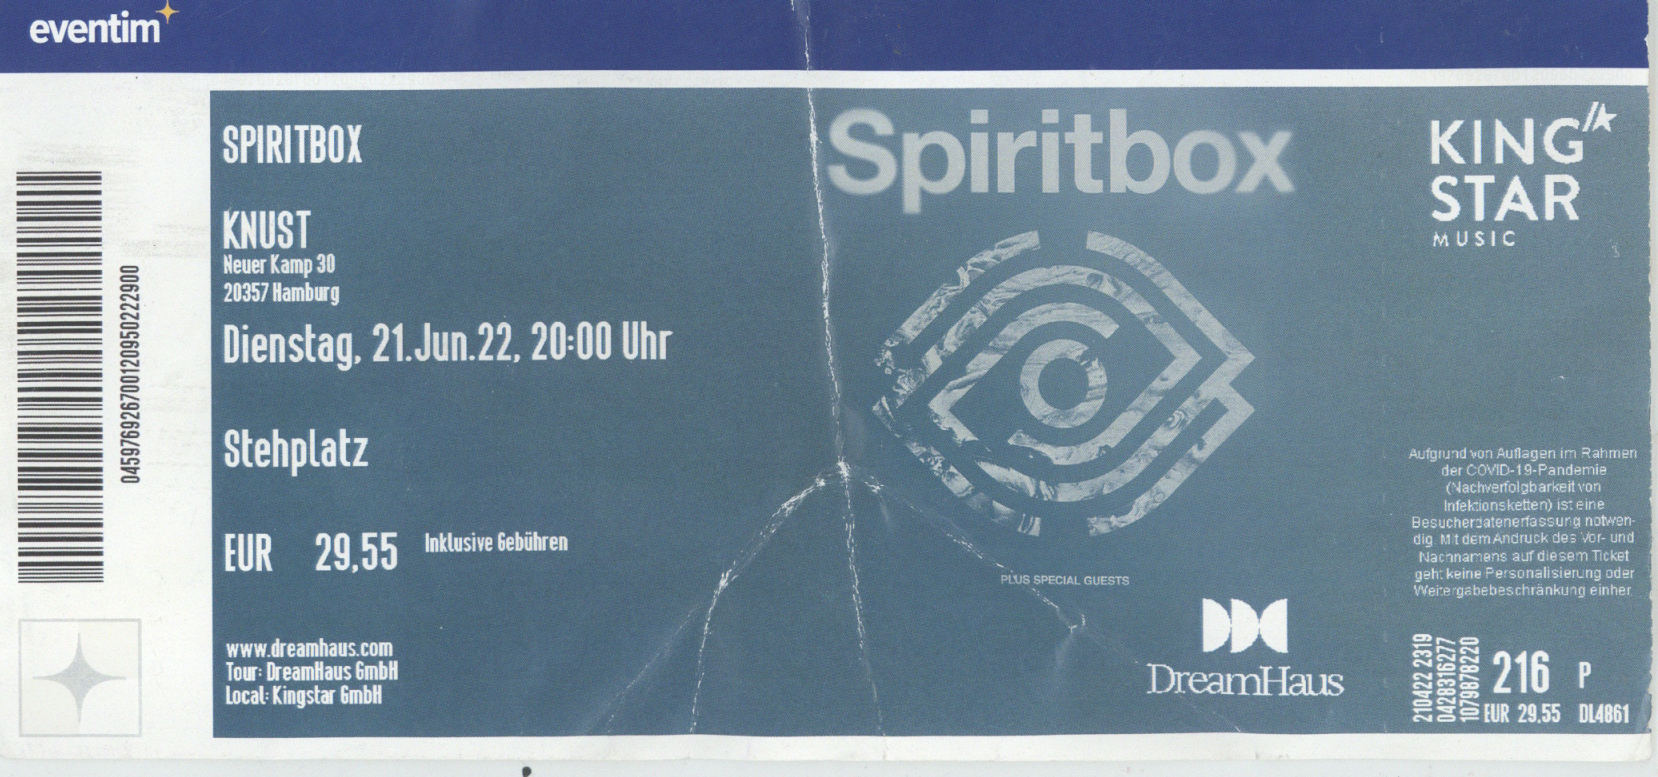 eventim
SPIRITBOX
KNUST
Neuer Kamp 30
20357 Hamburg
Dienstag, 21.Jun.22, 20:00 Uhr
Stehplatz
EUR 29,55 Inklusive Gebühren
www.dreamhaus.com
Tour: DreamHaus GmbH
Local: Kingstar GmbH
045976926700120950222900
Spiritbox
PLUS SPECIAL GUESTS
DreamHaus
KING
STAR
MUSIC
Aufgrund von Auflagen im Rahmen
der COVID-19-Pandemie
(Nachverfolgbarkeit von
Infektionsketten) ist eine
Besucherdatenerfassung notwen-
dig. Mit dem Andruck des Vor- und
Nachnamens auf diesem Ticket
geht keine Personalisierung oder
Weitergabebeschränkung einher
210422 2319
0428316277
1079878220
216 P
EUR 29,55 DL4861